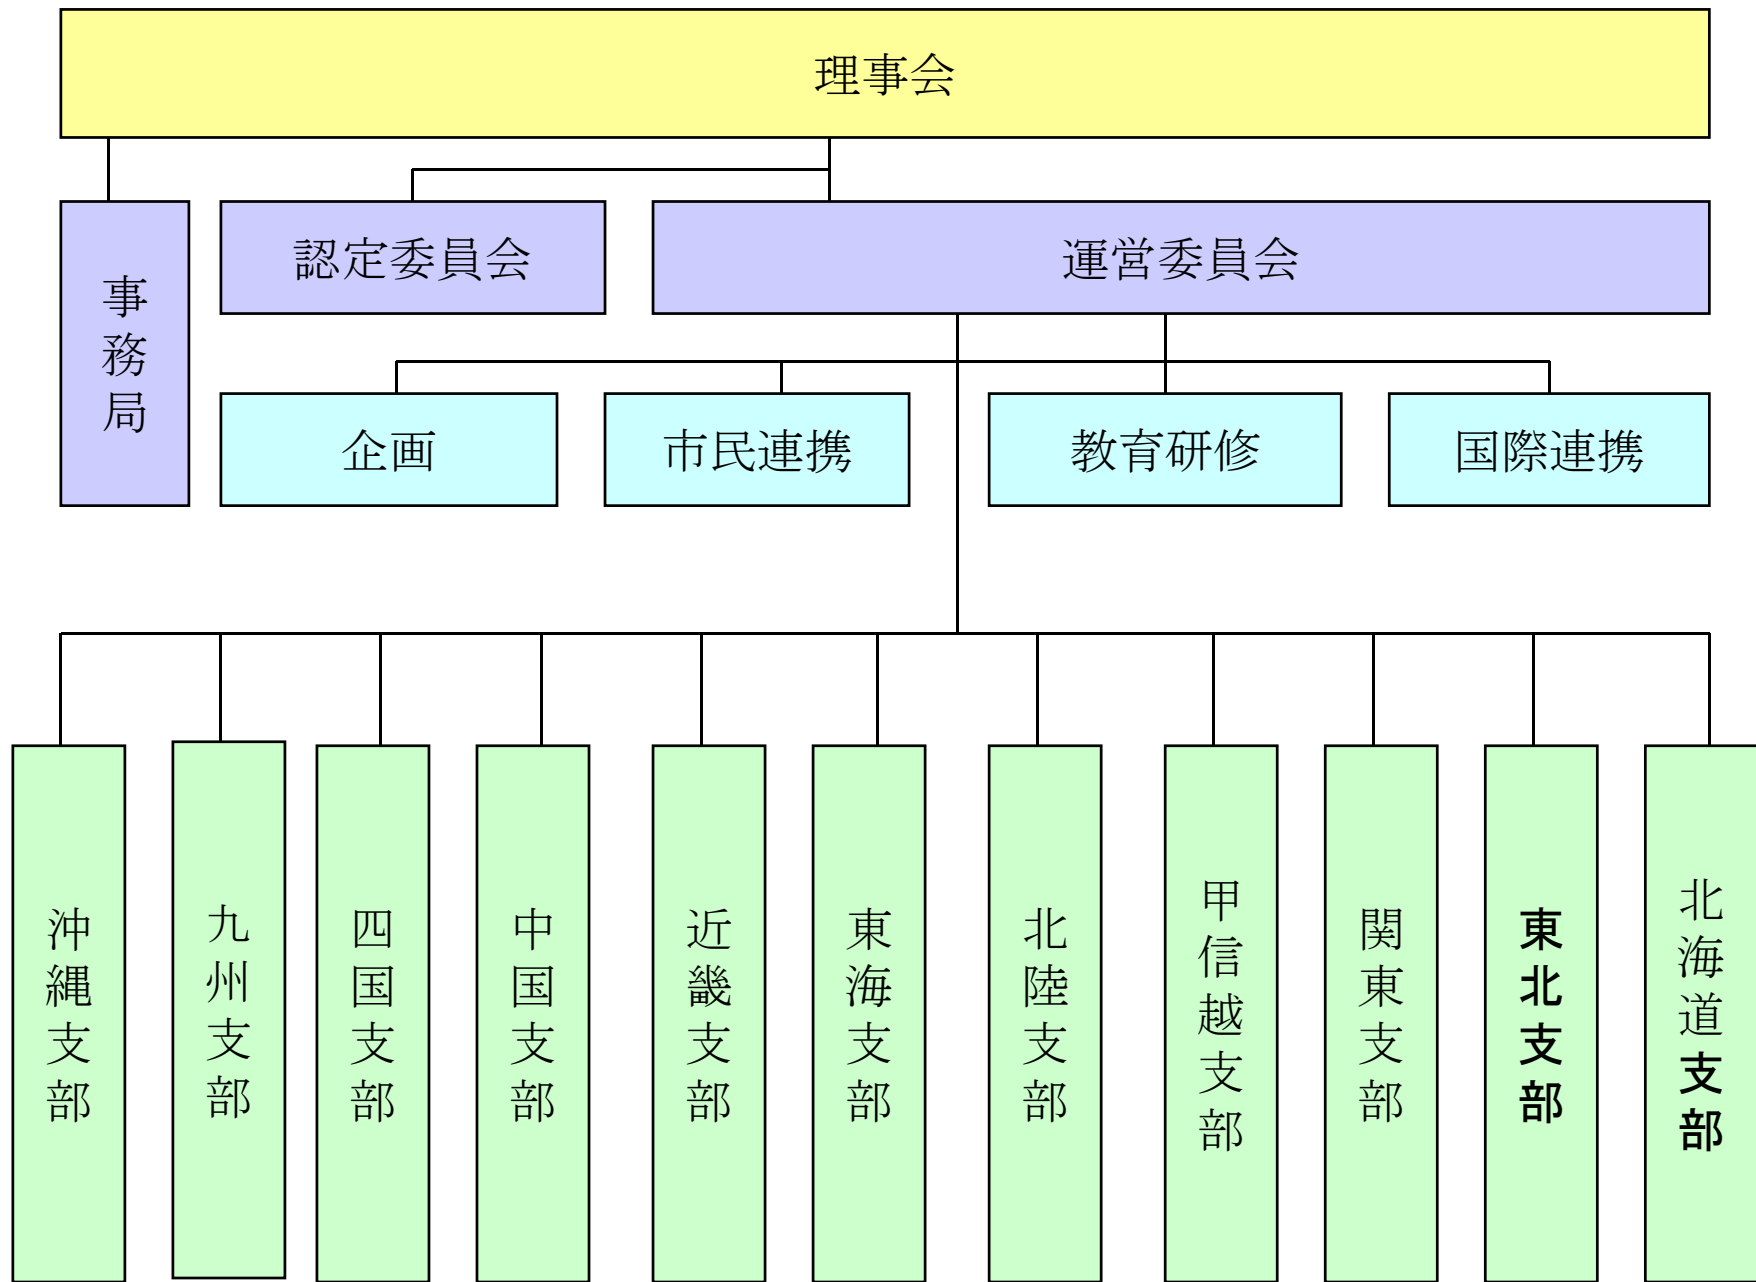 理事会
事務局
認定委員会
運営委員会
企画
市民連携
教育研修
国際連携
沖縄支部
九州支部
四国支部
中国支部
近畿支部
東海支部
北陸支部
甲信越支部
関東支部
東北支部
北海道支部